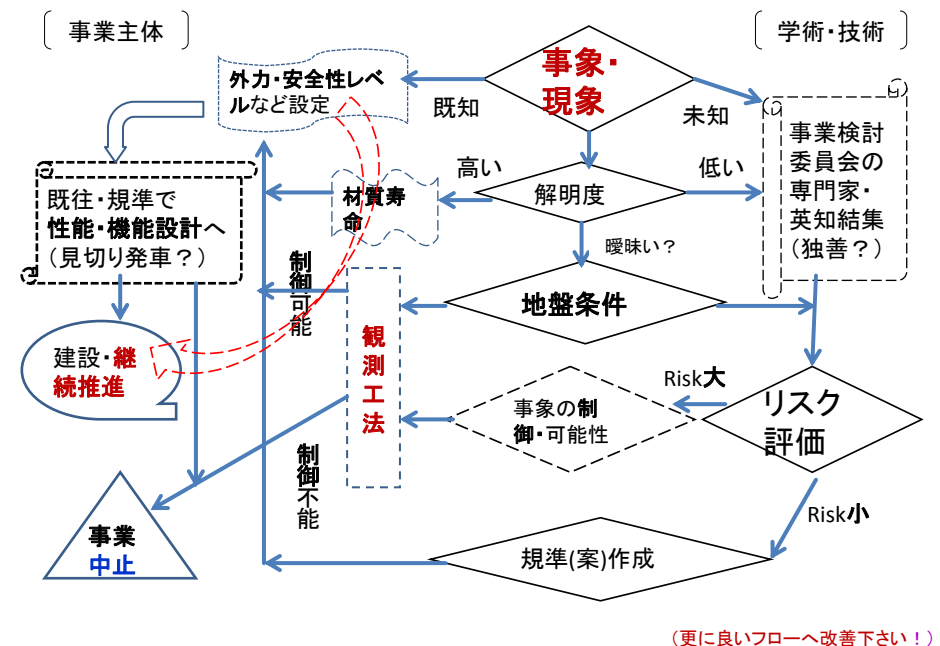 事業主体
学術・技術
事象・
現象
既知
未知
外力・安全性レベ
ルなど設定
事業検討
委員会の
専門家・
英知結集
(独善？)
高い
低い
解明度
材質寿
命
既往・規準で
性能・機能設計へ
(見切り発車？)
曖昧い？
制御可能
地盤条件
観測工法
建設・継
続推進
Risk大
リスク
評価
事象の制
御・可能性
制御不能
Risk小
事業
中止
規準(案)作成
(更に良いフローへ改善下さい！)